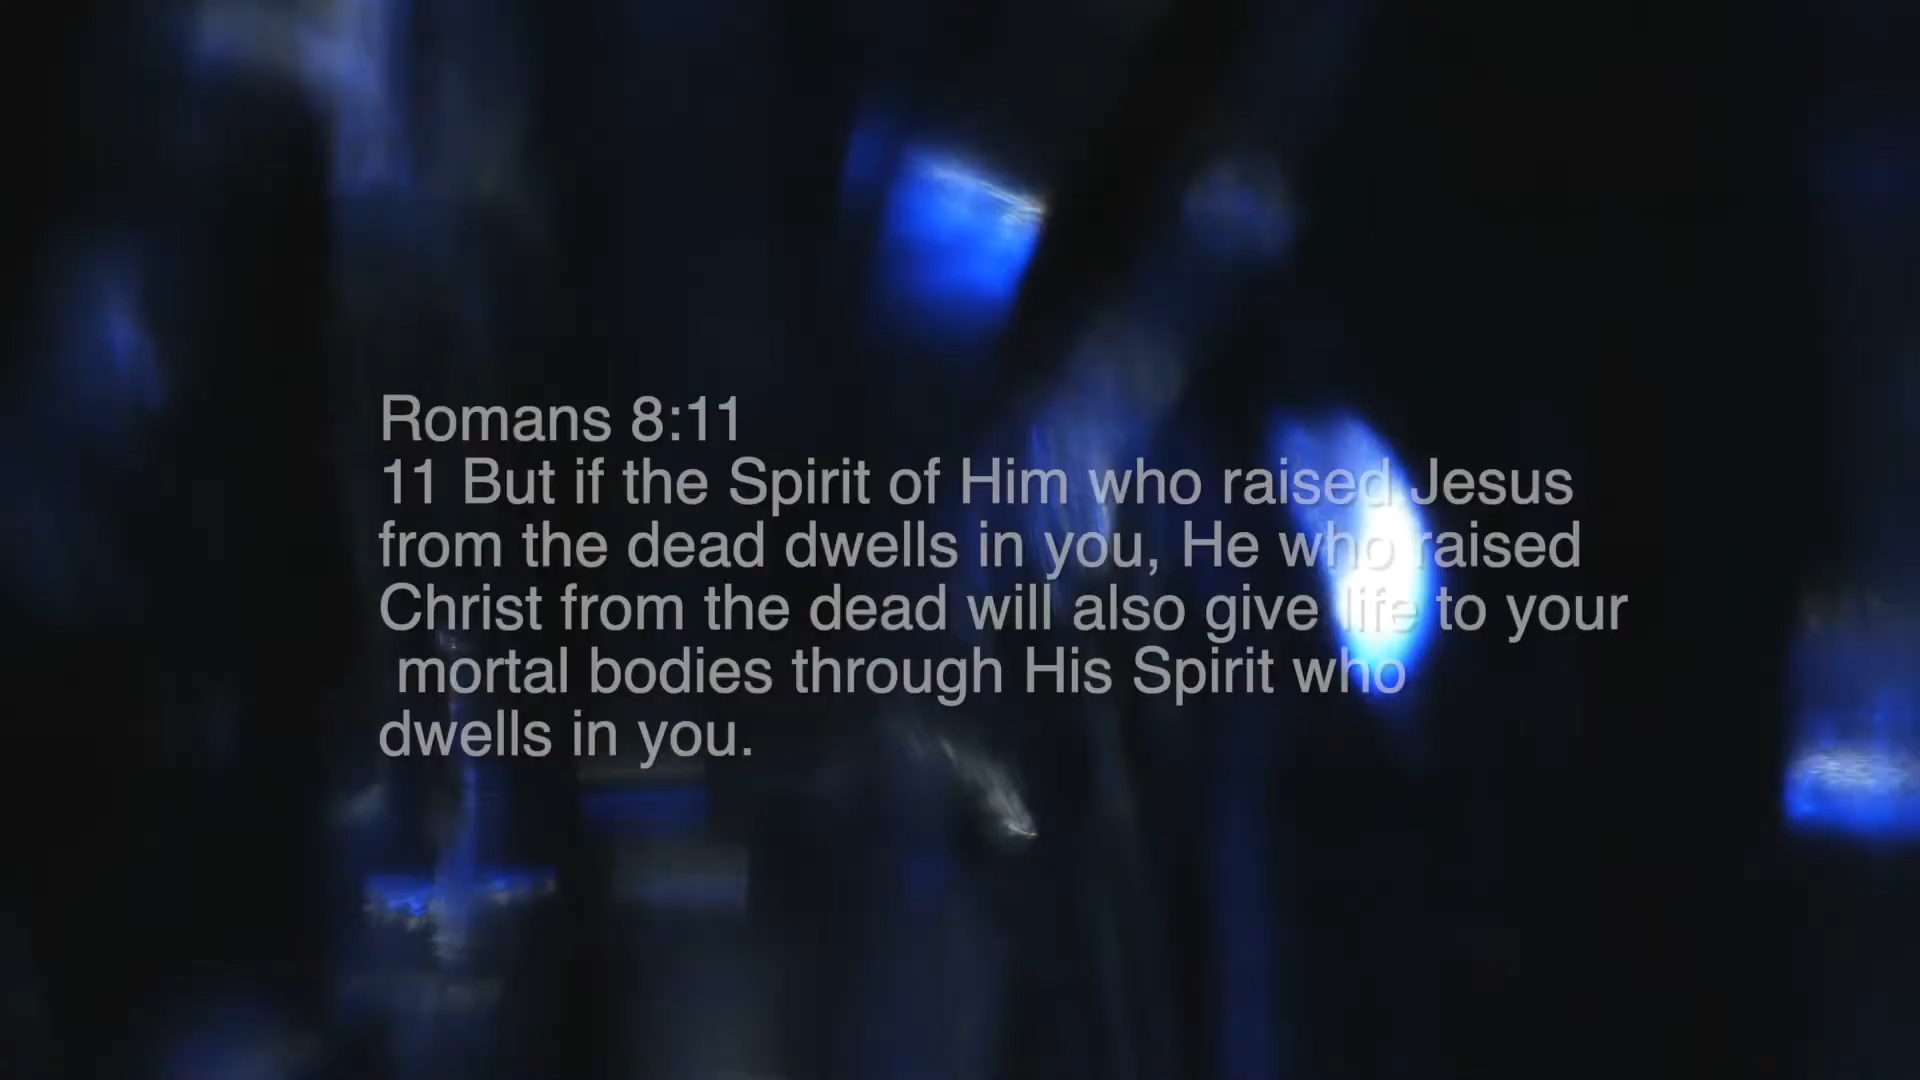 Romans 8:11
11 But if the Spirit of Him who raised Jesus
from the dead dwells in you, He who raised
Christ from the dead will also give life to your
mortal bodies through His Spirit who
dwells in you.